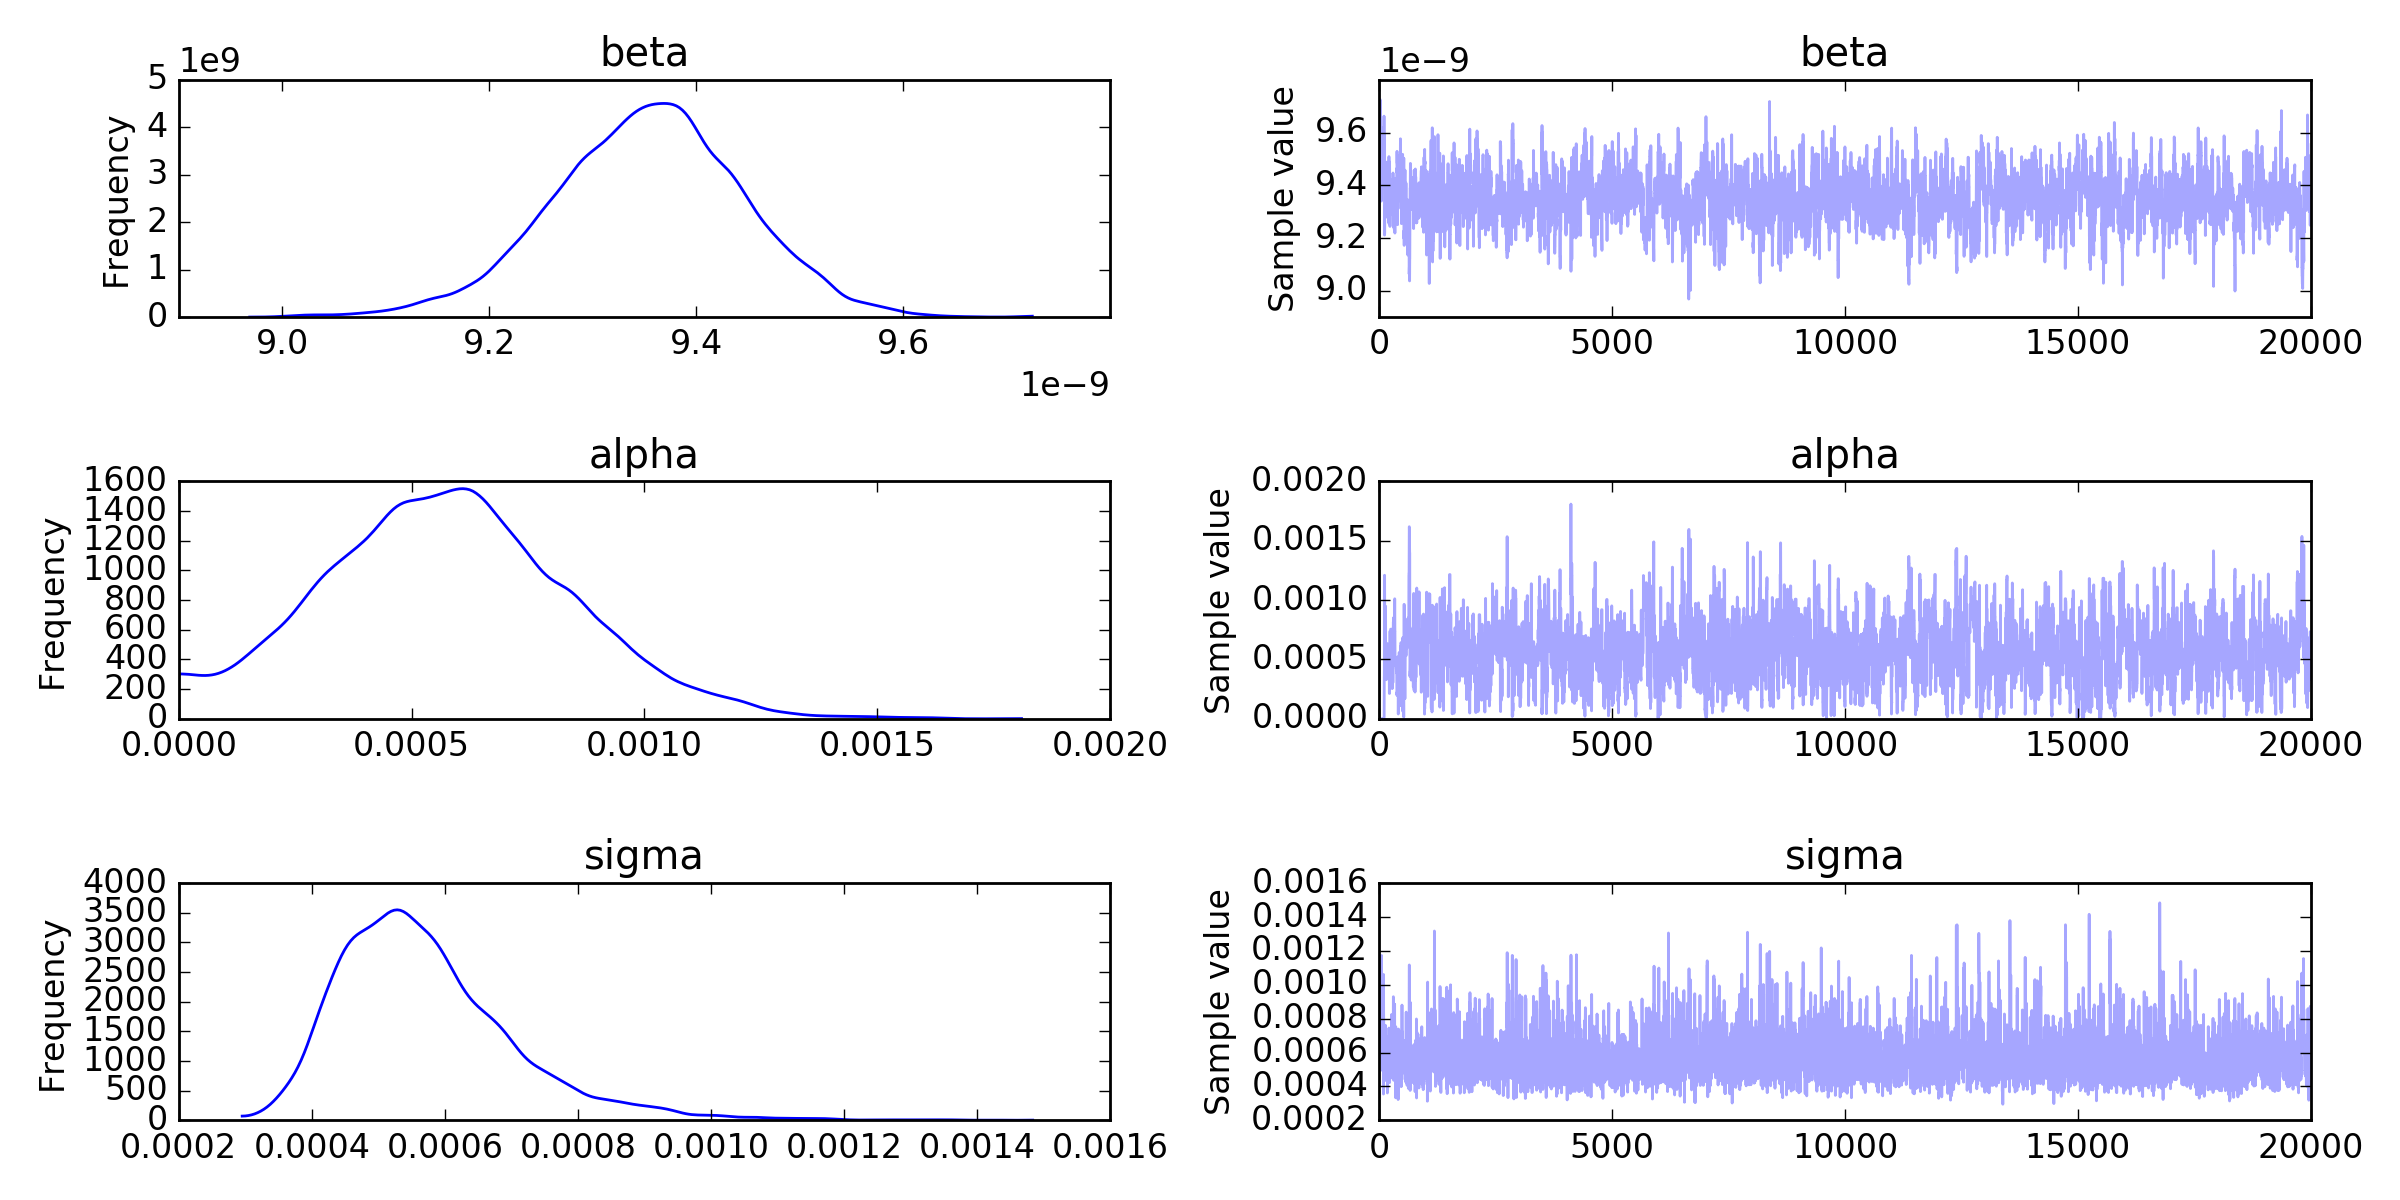 beta
1e9
5
4
3
2
1
0
Frequency
9.0 9.2 9.4 9.6
1e−9
beta
1e−9
9.6
9.4
9.2
9.0
Sample value
0 5000 10000 15000 20000
alpha
1600
1400
1200
1000
800
600
400
200
0
Frequency
0.0000 0.0005 0.0010 0.0015 0.0020
alpha
0.0020
0.0015
0.0010
0.0005
0.0000
Sample value
0 5000 10000 15000 20000
sigma
4000
3500
3000
2500
2000
1500
1000
500
0
Frequency
0.0002 0.0004 0.0006 0.0008 0.0010 0.0012 0.0014 0.0016
sigma
0.0016
0.0014
0.0012
0.0010
0.0008
0.0006
0.0004
0.0002
Sample value
0 5000 10000 15000 20000